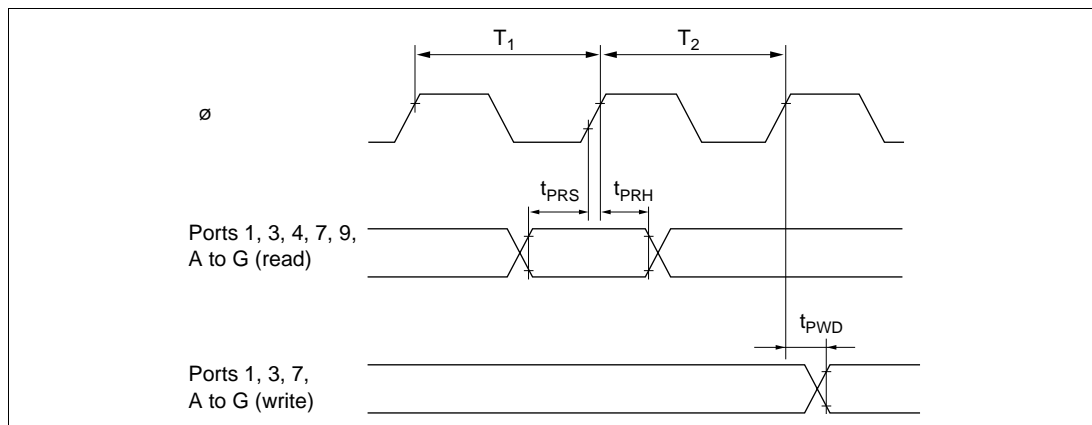 T1 T2
ø
tPRS tPRH
Ports 1, 3, 4, 7, 9,
A to G (read)
tPWD
Ports 1, 3, 7,
A to G (write)